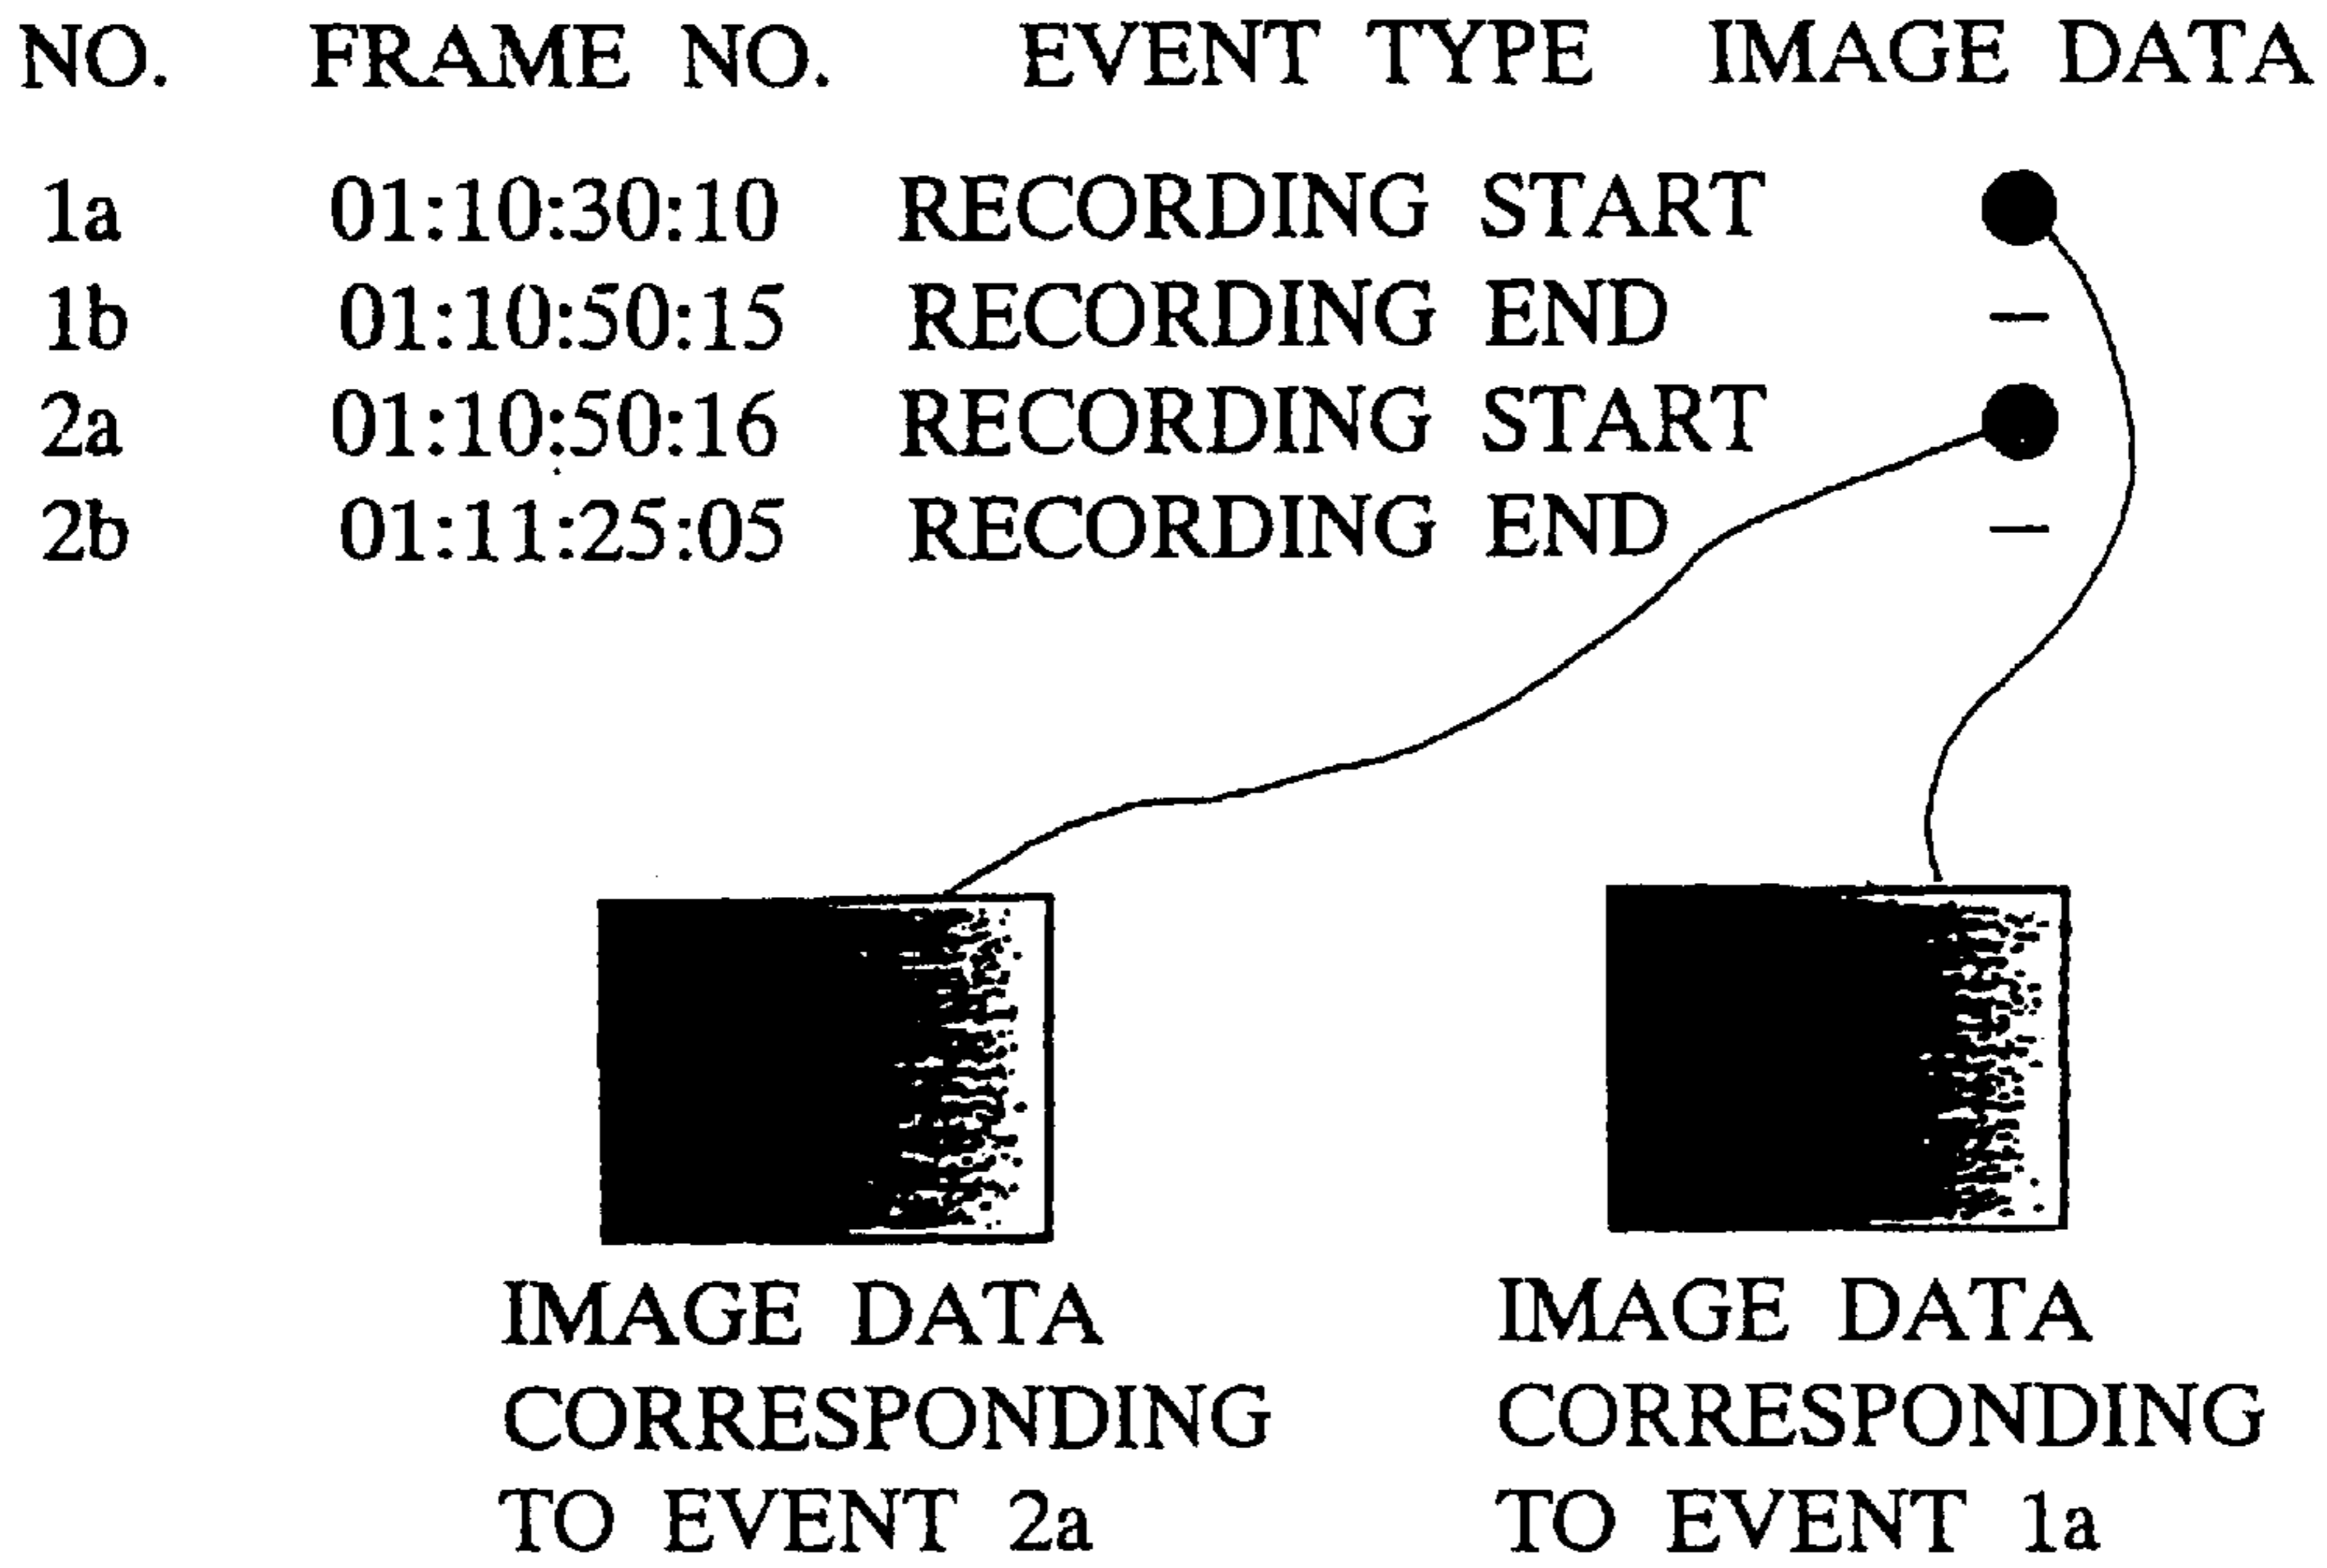 NO. FRAME NO. EVENT TYPE IMAGE DATA
1a 01:10:30:10 RECORDING START
1b 01:10:50:15 RECORDING END –
2a 01:10:50:16 RECORDING START
2b 01:11:25:05 RECORDING END –
IMAGE DATA
CORRESPONDING
TO EVENT 2a
IMAGE DATA
CORRESPONDING
TO EVENT 1a